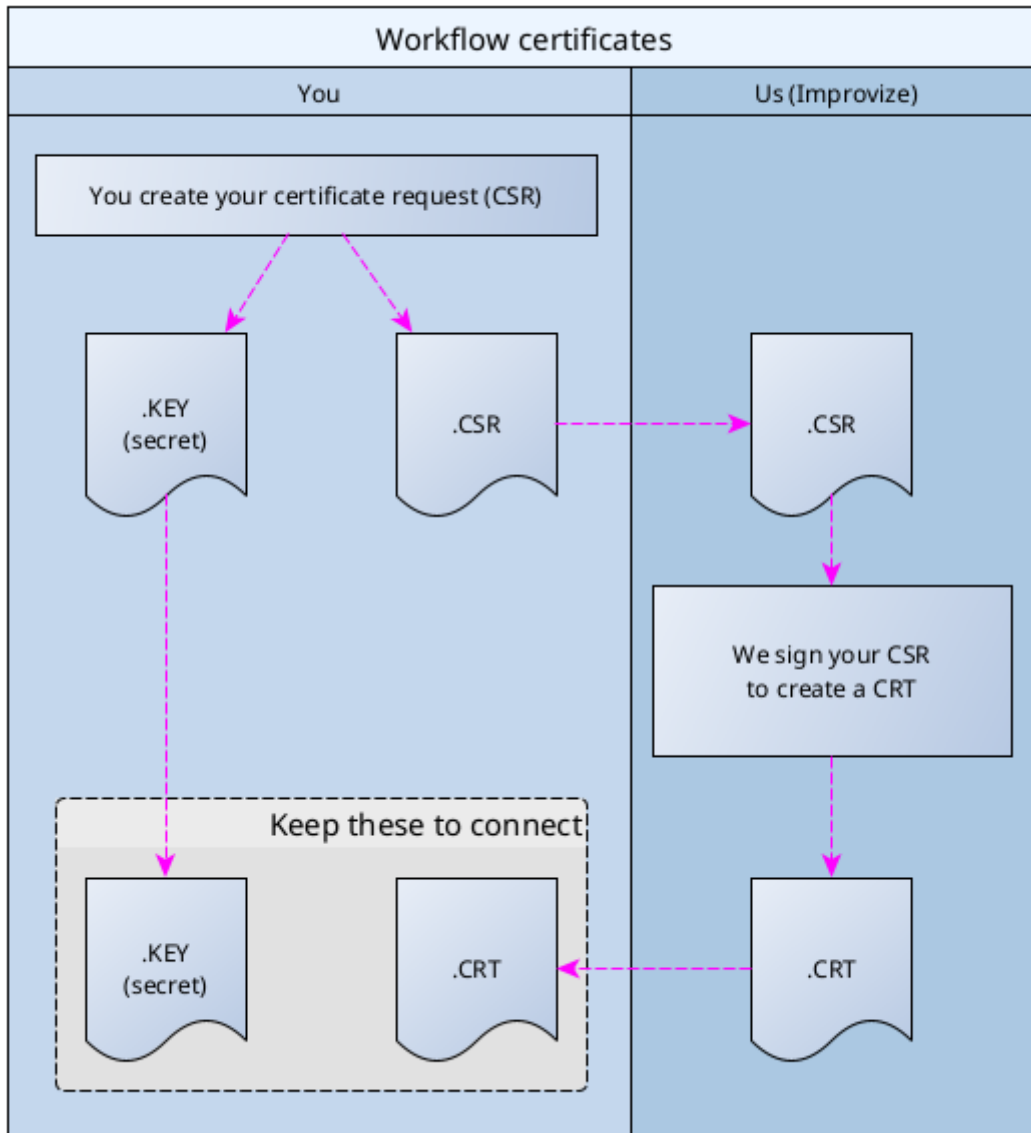 Workflow certificates
You
Us (Improvize)
You create your certificate request (CSR)
.KEY
(secret)
.CSR
.CSR
We sign your CSR
to create a CRT
Keep these to connect
.KEY
(secret)
.CRT
.CRT